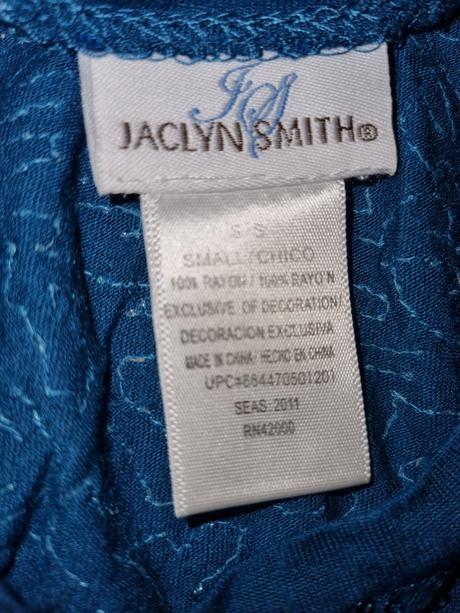 JS
JACLYN SMITH®
S/S
SMALL/CHICO
100% RAYON/ 100% RAYON
EXCLUSIVE OF DECORATION/
DECORACION EXCLUSIVA
MADE IN CHINA/ HECHO EN CHINA
UPC#884470501201
SEAS. 2011
RN42000